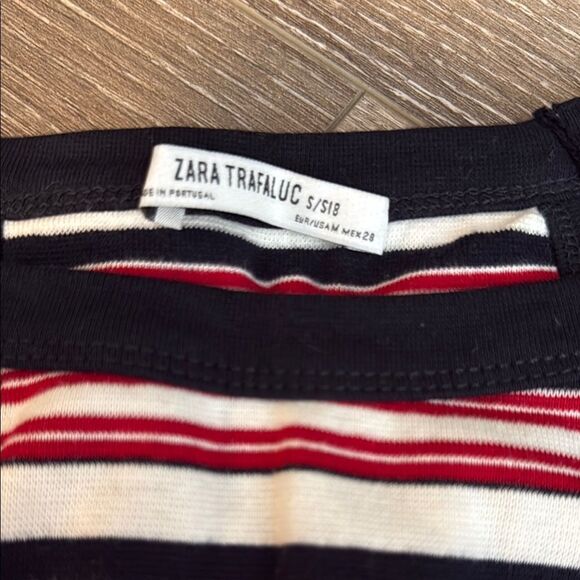 ZARA TRAFALUC S/S18
DE IN PORTUGAL
EUR/USA M MEX 28